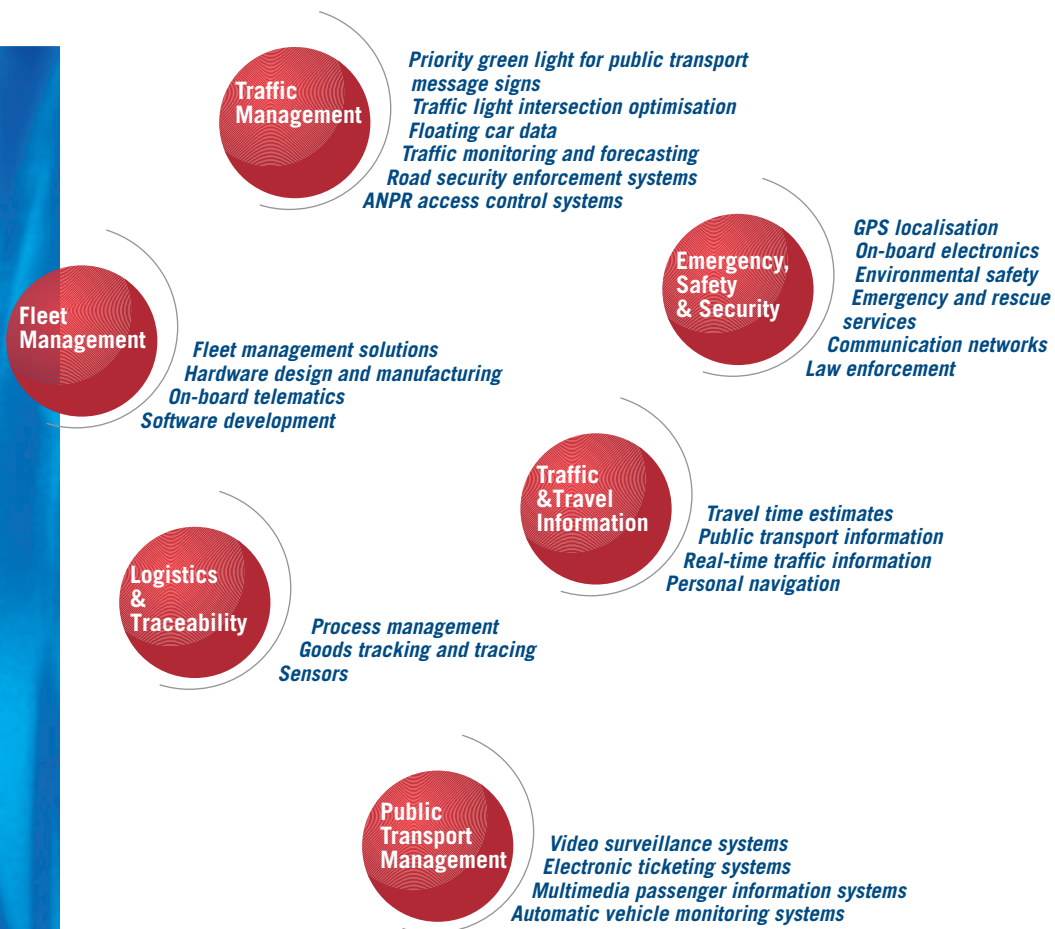 Traffic
Management
Priority green light for public transport
message signs
Traffic light intersection optimisation
Floating car data
Traffic monitoring and forecasting
Road security enforcement systems
ANPR access control systems
Emergency,
Safety
& Security
GPS localisation
On-board electronics
Environmental safety
Emergency and rescue
services
Communication networks
Law enforcement
Fleet
Management
Fleet management solutions
Hardware design and manufacturing
On-board telematics
Software development
Traffic
&Travel
Information
Travel time estimates
Public transport information
Real-time traffic information
Personal navigation
Logistics
&
Traceability
Process management
Goods tracking and tracing
Sensors
Public
Transport
Management
Video surveillance systems
Electronic ticketing systems
Multimedia passenger information systems
Automatic vehicle monitoring systems